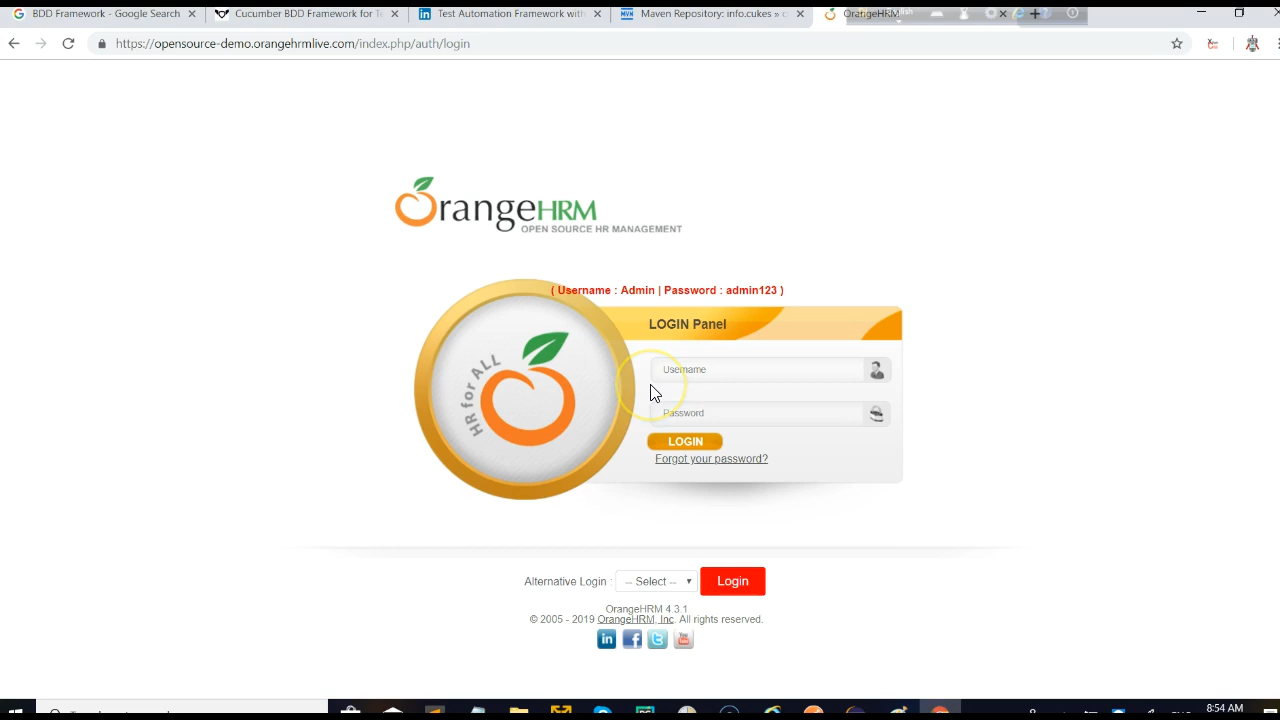 BDD Framework - Google Search
Cucumber BDD Framework for Te
Test Automation Framework with
Maven Repository: info.cukes » c
OrangeHRM
https://opensource-demo.orangehrmlive.com/index.php/auth/login
OrangeHRM
OPEN SOURCE HR MANAGEMENT
( Username : Admin | Password : admin123 )
LOGIN Panel
HR for ALL
Username
Password
LOGIN
Forgot your password?
Alternative Login : -- Select -- Login
OrangeHRM 4.3.1
© 2005 - 2019 OrangeHRM, Inc. All rights reserved.
8:54 AM